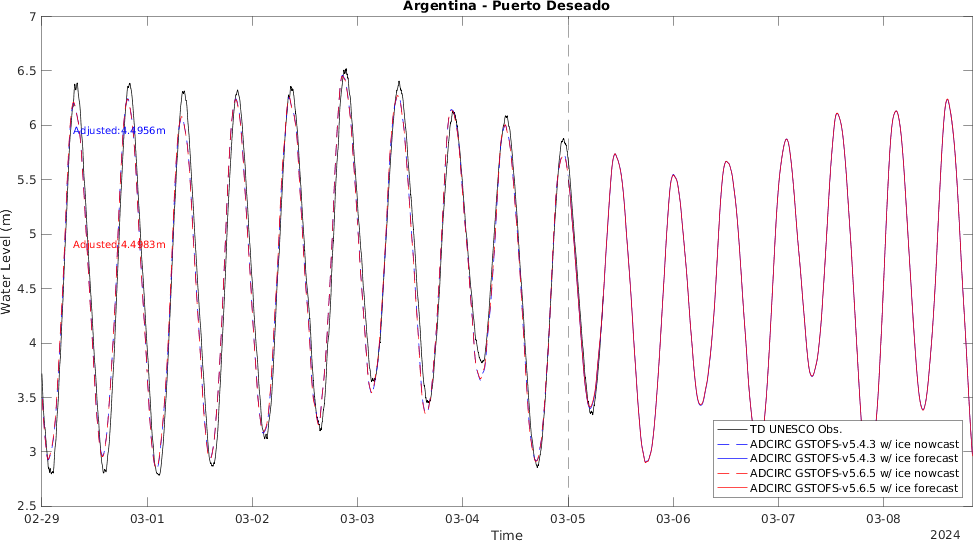 Argentina - Puerto Deseado
7
6.5
6
5.5
5
4.5
4
3.5
3
2.5
Water Level (m)
Adjusted:4.4956m
Adjusted:4.4983m
TD UNESCO Obs.
ADCIRC GSTOFS-v5.4.3 w/ ice nowcast
ADCIRC GSTOFS-v5.4.3 w/ ice forecast
ADCIRC GSTOFS-v5.6.5 w/ ice nowcast
ADCIRC GSTOFS-v5.6.5 w/ ice forecast
02-29 03-01 03-02 03-03 03-04 03-05 03-06 03-07 03-08
Time
2024